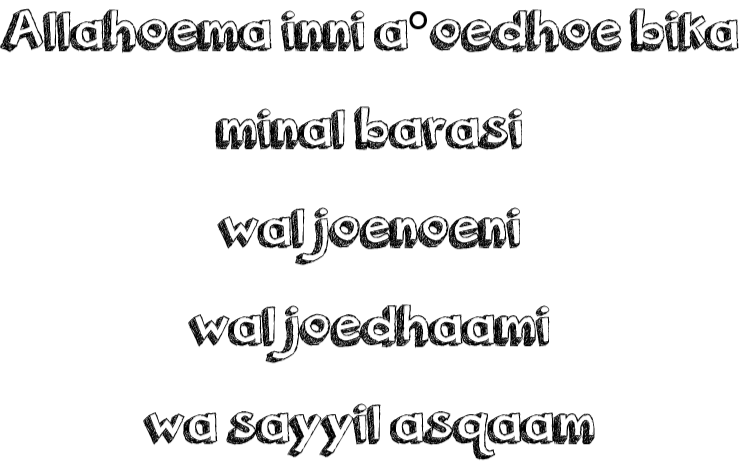 Allahoema inni a°oedhoe bika
minal barasi
wal joenoeni
wal joedhaami
wa sayyil asqaam